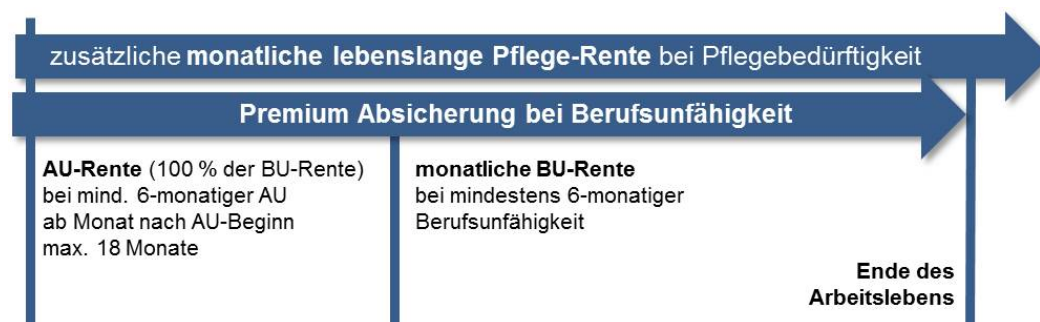 zusätzliche monatliche lebenslange Pflege-Rente bei Pflegebedürftigkeit
Premium Absicherung bei Berufsunfähigkeit
AU-Rente (100 % der BU-Rente)
bei mind. 6-monatiger AU
ab Monat nach AU-Beginn
max. 18 Monate
monatliche BU-Rente
bei mindestens 6-monatiger
Berufsunfähigkeit
Ende des
Arbeitslebens